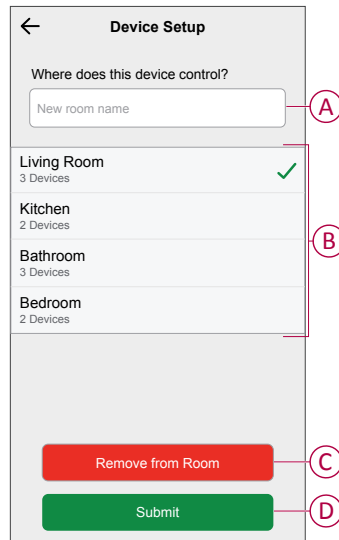 Device Setup
Where does this device control?
New room name
A
Living Room
3 Devices
Kitchen
2 Devices
B
Bathroom
3 Devices
Bedroom
2 Devices
Remove from Room
C
Submit
D